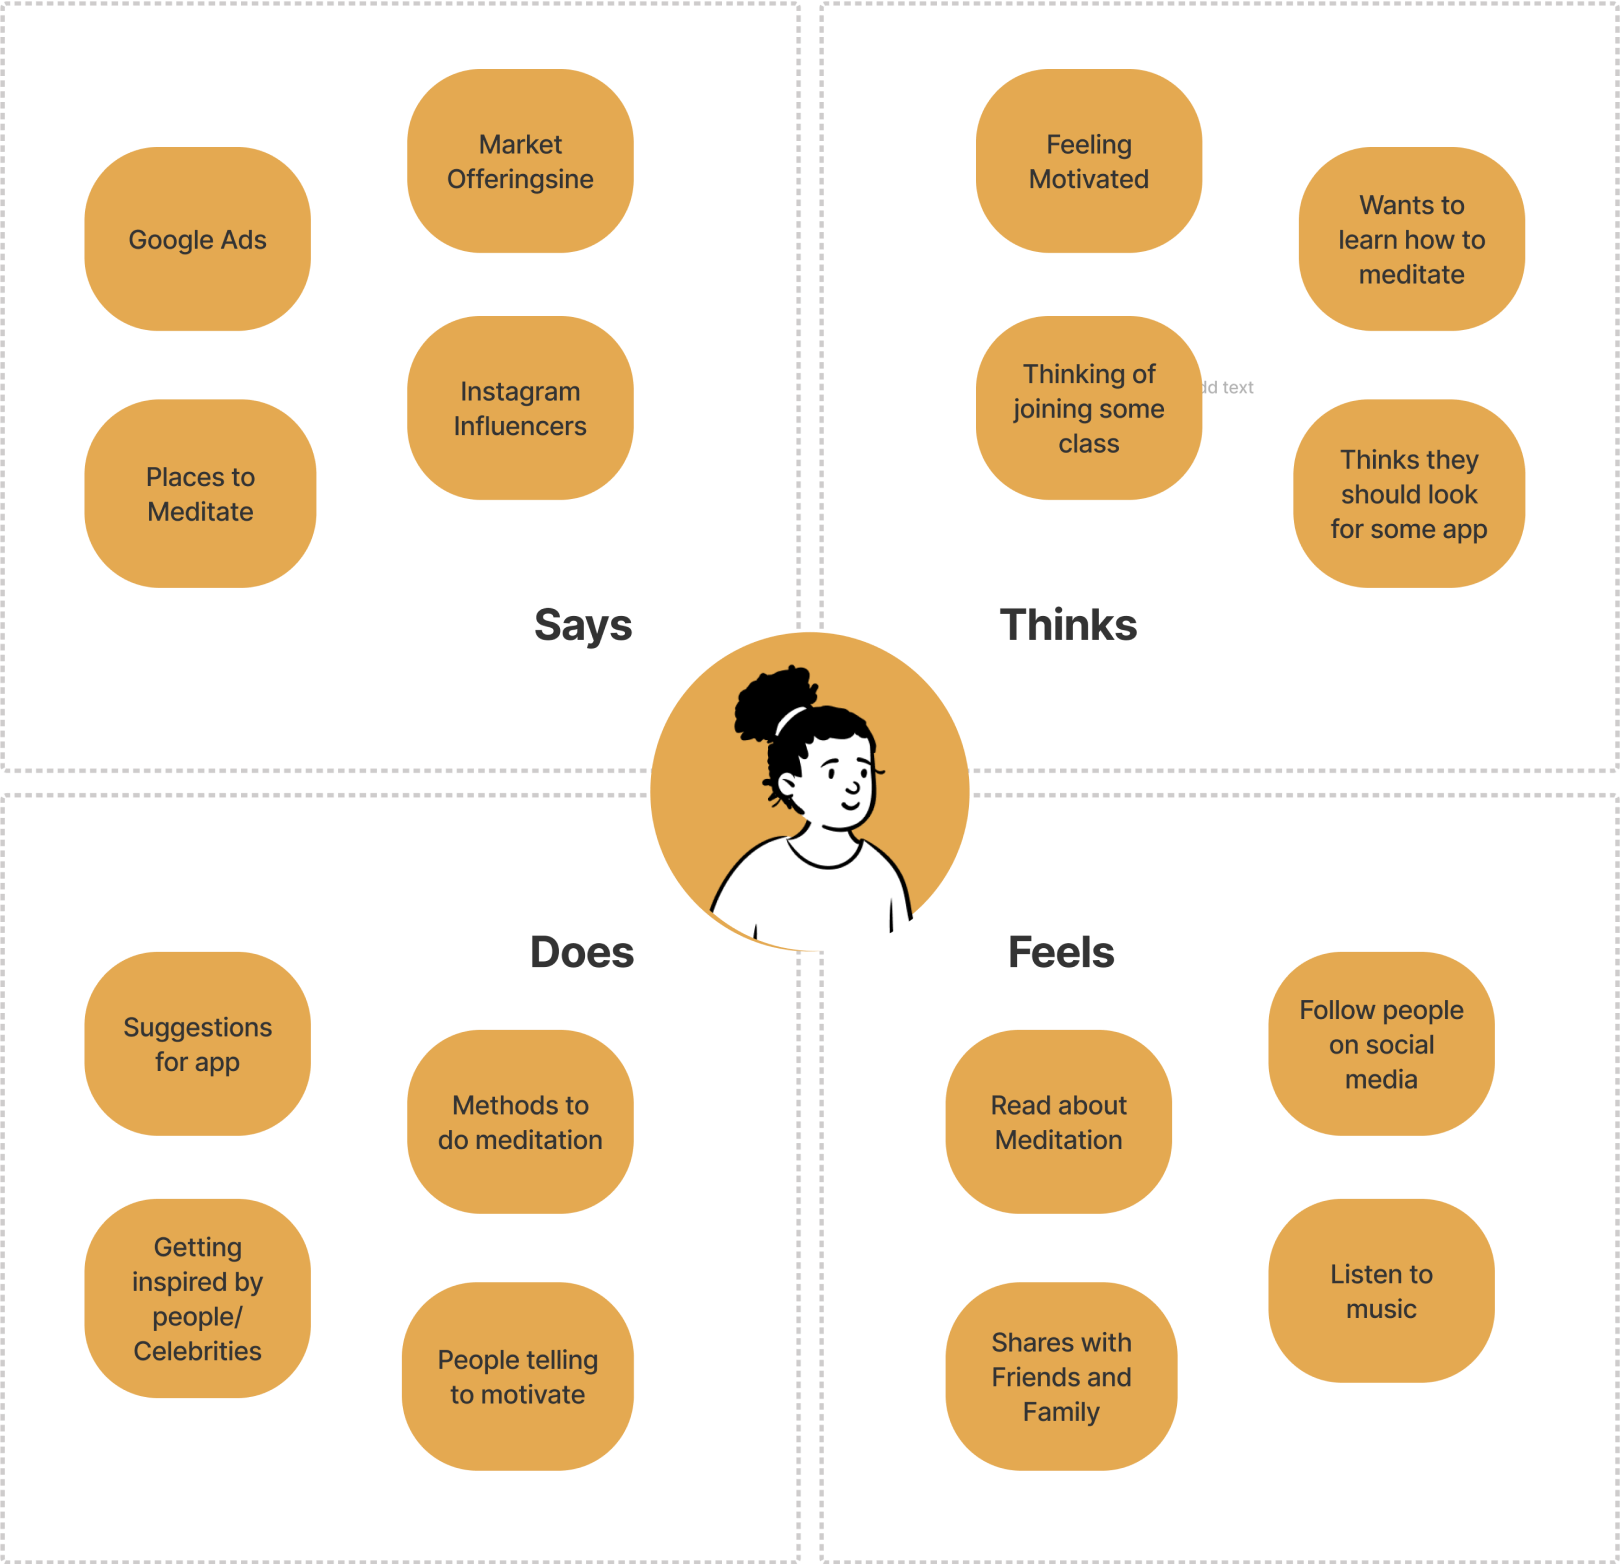 Market
Offeringsine
Google Ads
Instagram
Influencers
Places to
Meditate
Says
Feeling
Motivated
Wants to
learn how to
meditate
Thinking of
joining some
class
dd text
Thinks they
should look
for some app
Thinks
Does
Suggestions
for app
Methods to
do meditation
Getting
inspired by
people/
Celebrities
People telling
to motivate
Feels
Follow people
on social
media
Read about
Meditation
Listen to
music
Shares with
Friends and
Family